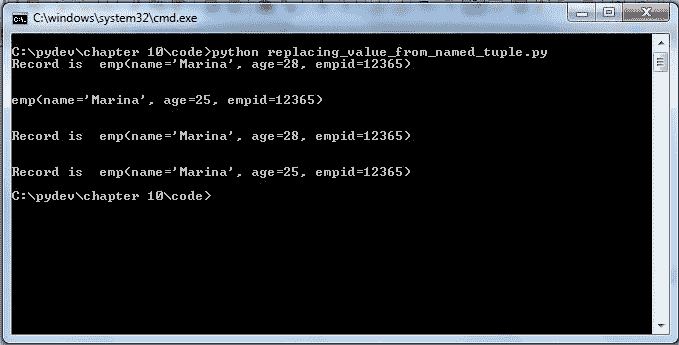 C:\windows\system32\cmd.exe
C:\pydev\chapter 10\code>python replacing_value_from_named_tuple.py
Record is  emp(name='Marina', age=28, empid=12365)
emp(name='Marina', age=25, empid=12365)
Record is  emp(name='Marina', age=28, empid=12365)
Record is  emp(name='Marina', age=25, empid=12365)
C:\pydev\chapter 10\code>